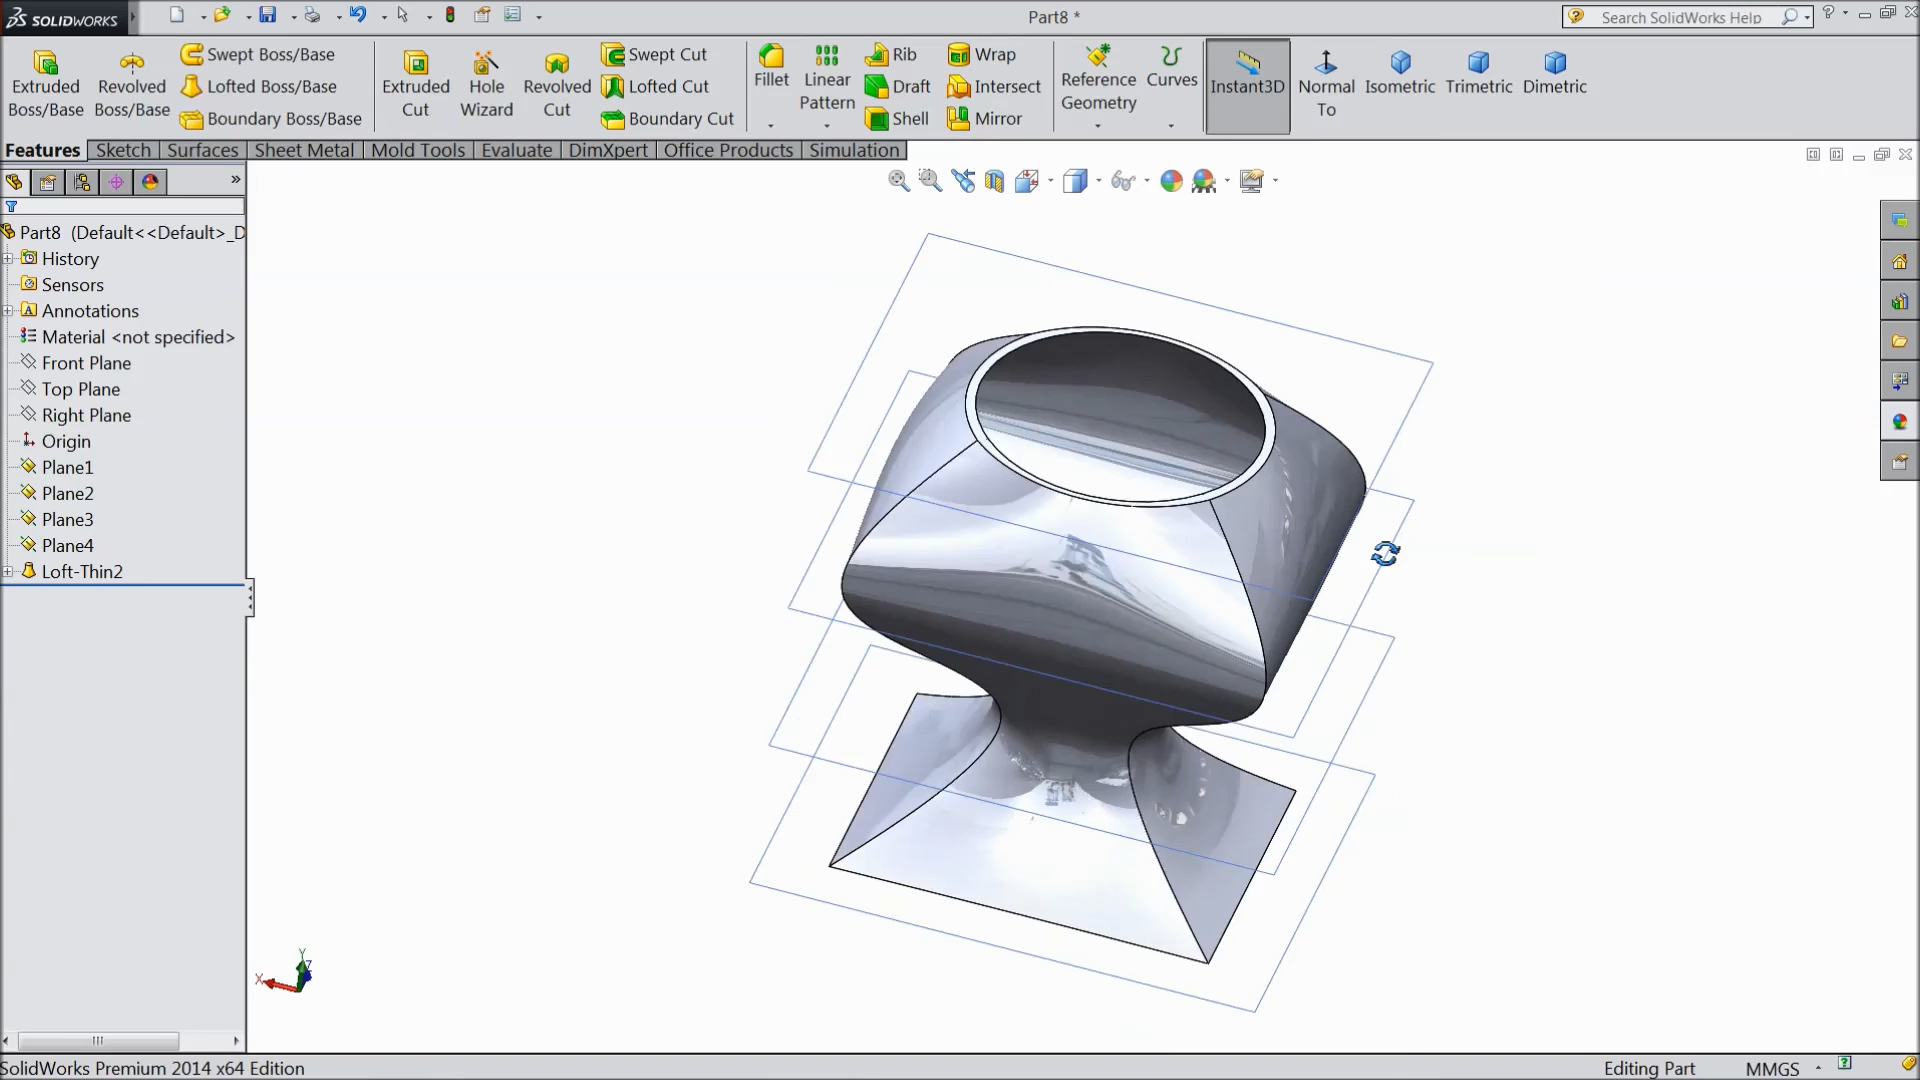 SOLIDWORKS
Part8 *
Search SolidWorks Help
Extruded Boss/Base
Revolved Boss/Base
Swept Boss/Base
Lofted Boss/Base
Boundary Boss/Base
Extruded Cut
Hole Wizard
Revolved Cut
Swept Cut
Lofted Cut
Boundary Cut
Fillet
Linear Pattern
Rib
Draft
Shell
Wrap
Intersect
Mirror
Reference Geometry
Curves
Instant3D
Normal To
Isometric
Trimetric
Dimetric
Features
Sketch
Surfaces
Sheet Metal
Mold Tools
Evaluate
DimXpert
Office Products
Simulation
Part8 (Default<<Default>_D
History
Sensors
Annotations
Material <not specified>
Front Plane
Top Plane
Right Plane
Origin
Plane1
Plane2
Plane3
Plane4
Loft-Thin2
Y
Z
X
SolidWorks Premium 2014 x64 Edition
Editing Part
MMGS